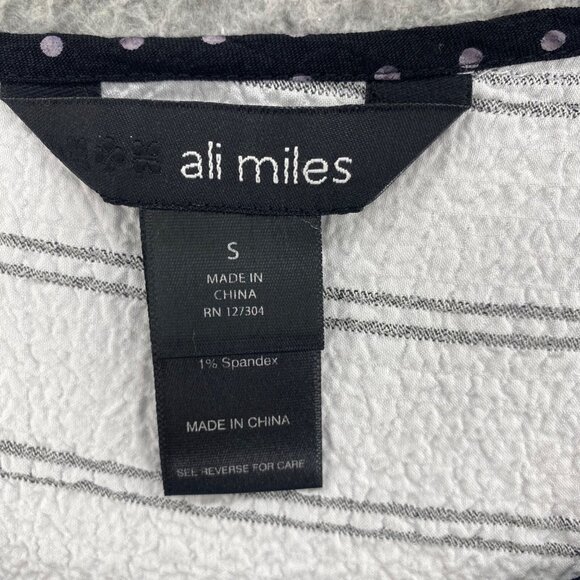 ali miles
S
MADE IN
CHINA
RN 127304
1% Spandex
MADE IN CHINA
SEE REVERSE FOR CARE